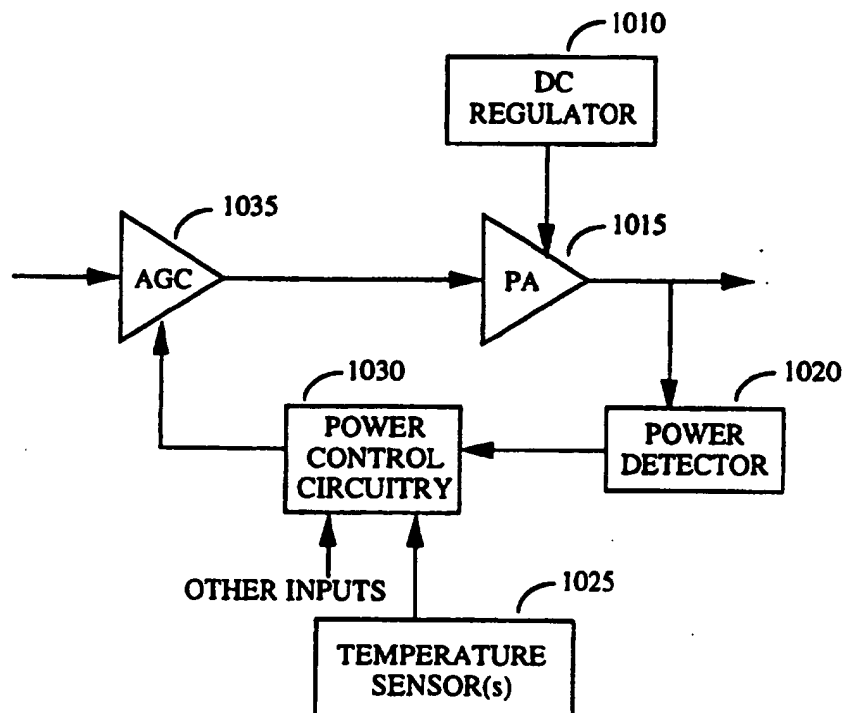 1010
DC
REGULATOR
1035
1015
AGC
PA
1030
1020
POWER
CONTROL
CIRCUITRY
POWER
DETECTOR
OTHER INPUTS
1025
TEMPERATURE
SENSOR(s)